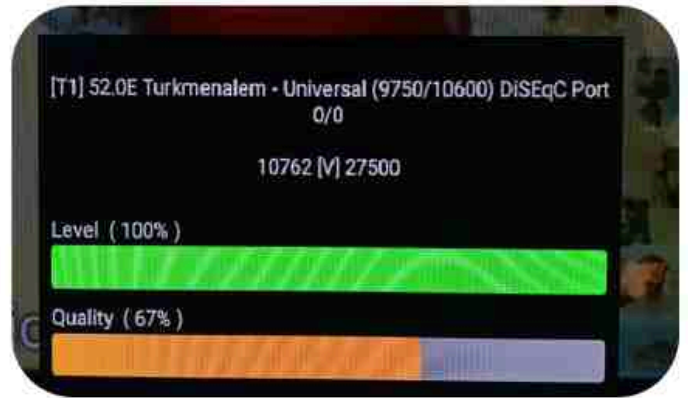 [T1] 52.0E Turkmenalem - Universal (9750/10600) DiSEqC Port
0/0
10762 [V] 27500
Level ( 100% )
Quality ( 67% )